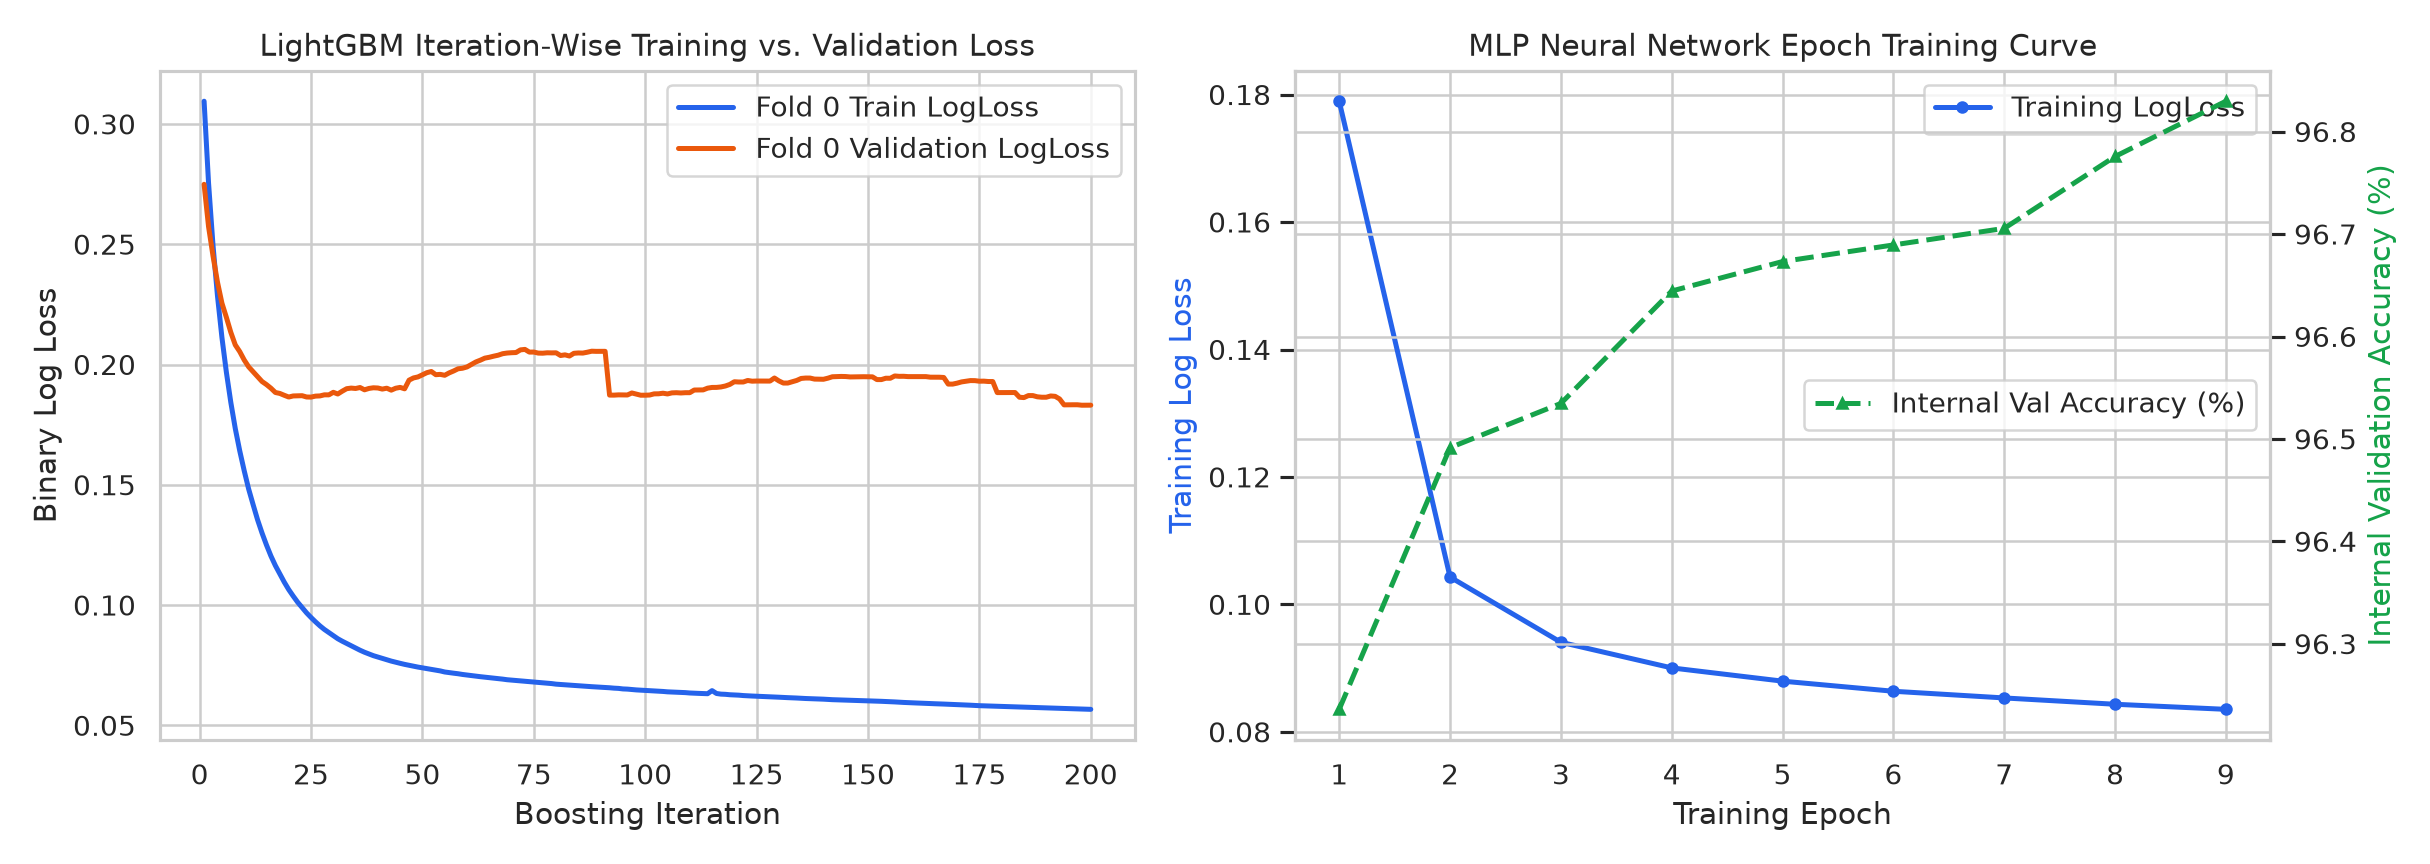 LightGBM Iteration-Wise Training vs. Validation Loss
Fold 0 Train LogLoss
Fold 0 Validation LogLoss
Binary Log Loss
0.30
0.25
0.20
0.15
0.10
0.05
0 25 50 75 100 125 150 175 200
Boosting Iteration
MLP Neural Network Epoch Training Curve
Training LogLoss
Internal Val Accuracy (%)
Training Log Loss
0.18
0.16
0.14
0.12
0.10
0.08
1 2 3 4 5 6 7 8 9
Training Epoch
96.8
96.7
96.6
96.5
96.4
96.3
Internal Validation Accuracy (%)